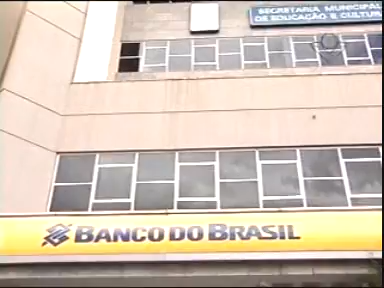 SECRETARIA MUNICIPAL
DE EDUCAÇÃO E CULTURA
BANCO DO BRASIL